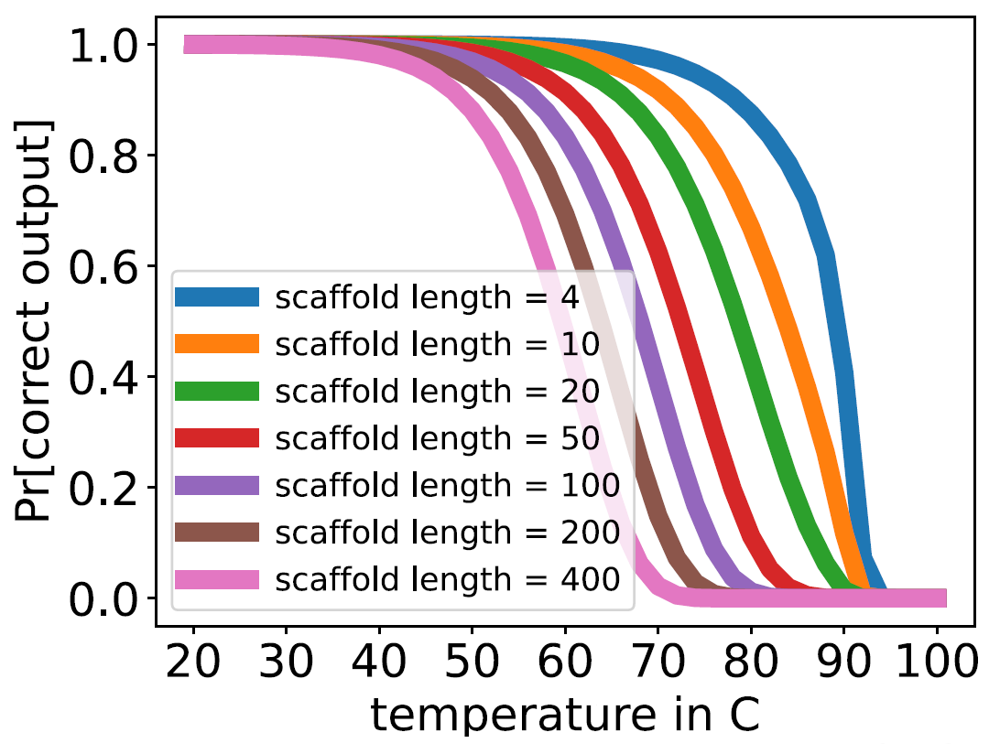 Pr[correct output]
1.0
0.8
0.6
0.4
0.2
0.0
scaffold length = 4
scaffold length = 10
scaffold length = 20
scaffold length = 50
scaffold length = 100
scaffold length = 200
scaffold length = 400
20 30 40 50 60 70 80 90 100
temperature in C